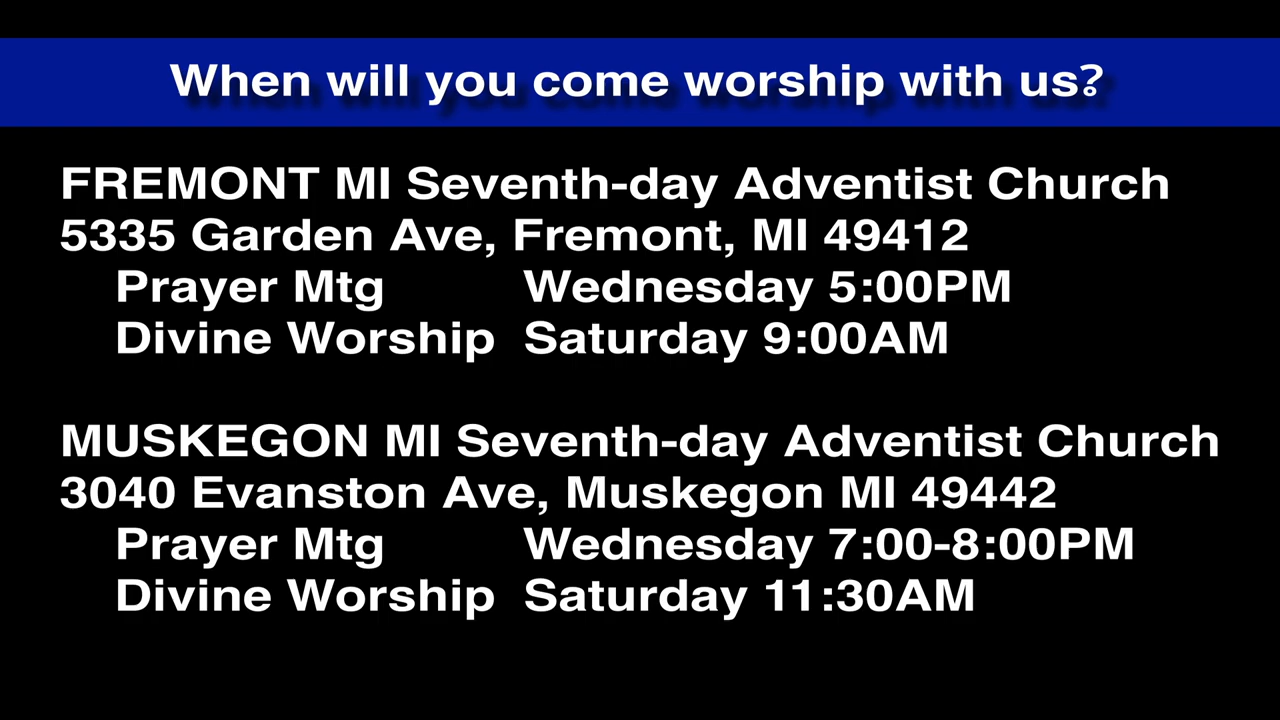 When will you come worship with us?
FREMONT MI Seventh-day Adventist Church
5335 Garden Ave, Fremont, MI 49412
Prayer Mtg Wednesday 5:00PM
Divine Worship Saturday 9:00AM
MUSKEGON MI Seventh-day Adventist Church
3040 Evanston Ave, Muskegon MI 49442
Prayer Mtg Wednesday 7:00-8:00PM
Divine Worship Saturday 11:30AM